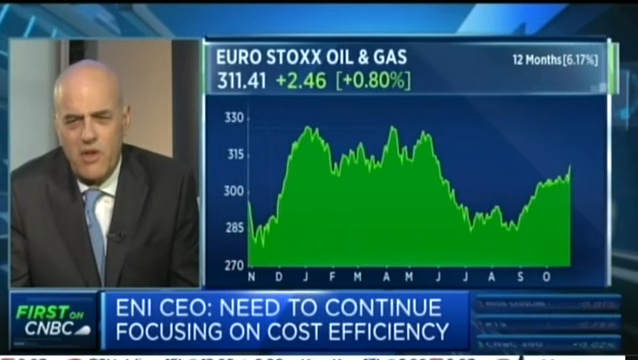 EURO STOXX OIL & GAS
12 Months[6.17%]
311.41 +2.46 [+0.80%]
330
315
300
285
270
N D J F M A M J J A S O
FIRST ON
CNBC
ENI CEO: NEED TO CONTINUE
FOCUSING ON COST EFFICIENCY